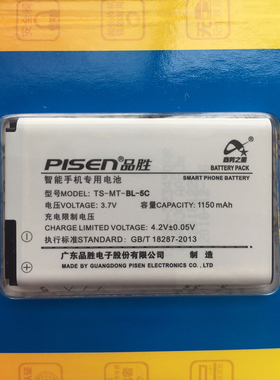 PISEN品胜
BATTERY PACK
智能手机专用电池
SMART PHONE BATTERY
型号MODEL: TS-MT-BL-5C
电压VOLTAGE: 3.7V 容量CAPACITY:1150mAh
充电限制电压
CHARGE LIMITED VOLTAGE: 4.2V±0.05V
执行标准STANDARD: GB/T 18287-2013
广东品胜电子股份有限公司 制造
MADE BY GUANGDONG PISEN ELECTRONICS CO., LTD